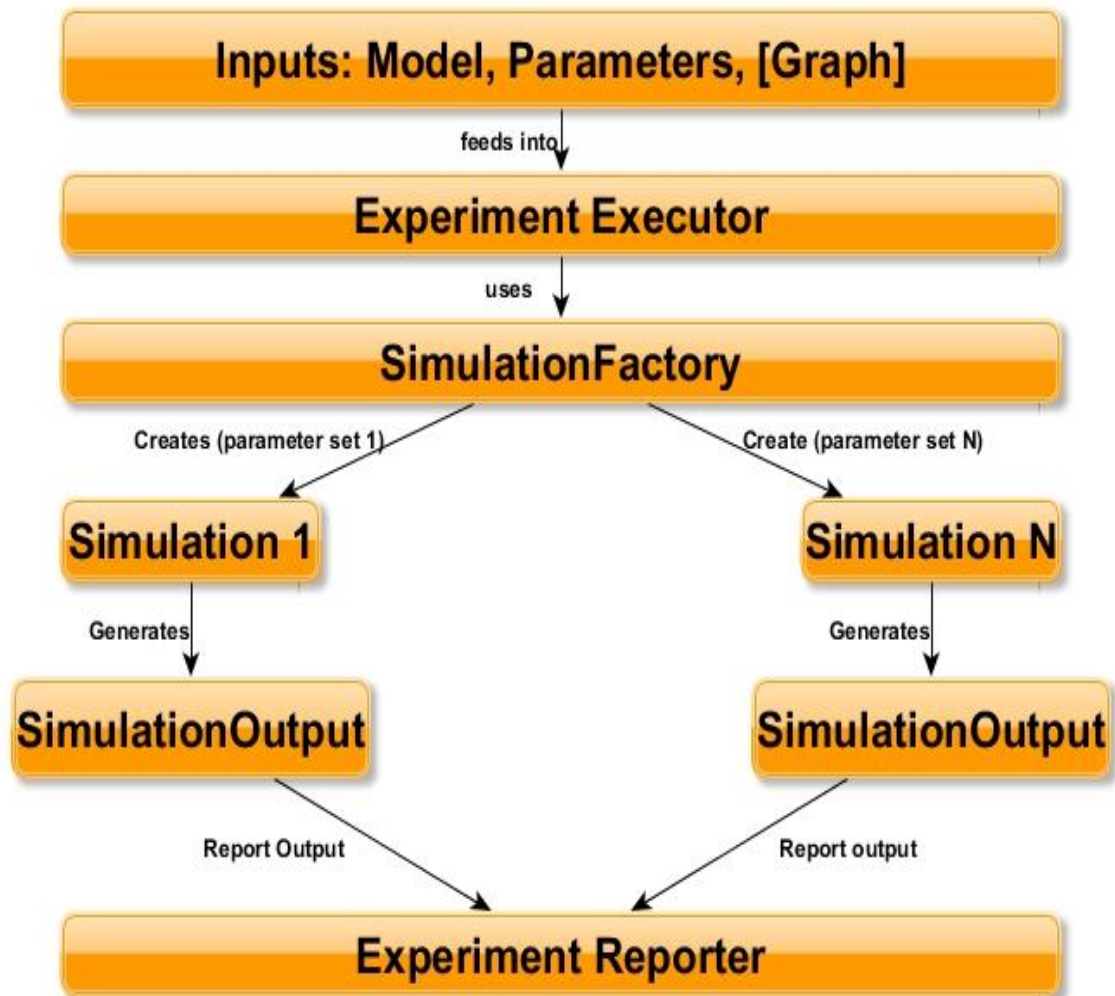 Inputs: Model, Parameters, [Graph]
feeds into
Experiment Executor
uses
SimulationFactory
Creates (parameter set 1)
Create (parameter set N)
Simulation 1
Simulation N
Generates
Generates
SimulationOutput
SimulationOutput
Report Output
Report output
Experiment Reporter